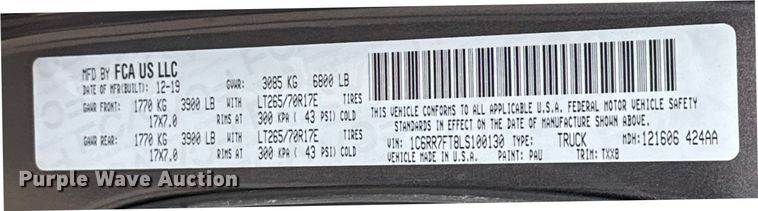 MFD BY FCA US LLC
DATE OF MFR(BUILT): 12-19 GVWR: 3085 KG 6800 LB
GAWR FRONT: 1770 KG 3900 LB WITH LT265/70R17E TIRES
17X7.0 RIMS AT 300 KPA ( 43 PSI) COLD
GAWR REAR: 1770 KG 3900 LB WITH LT265/70R17E TIRES
17X7.0 RIMS AT 300 KPA ( 43 PSI) COLD
THIS VEHICLE CONFORMS TO ALL APPLICABLE U.S.A. FEDERAL MOTOR VEHICLE SAFETY
STANDARDS IN EFFECT ON THE DATE OF MANUFACTURE SHOWN ABOVE.
VIN: 1C6RR7FT8LS100130 TYPE: TRUCK MDH: 121606 424AA
VEHICLE MADE IN U.S.A. PAINT: PAU TRIM: TXX8
Purple Wave Auction